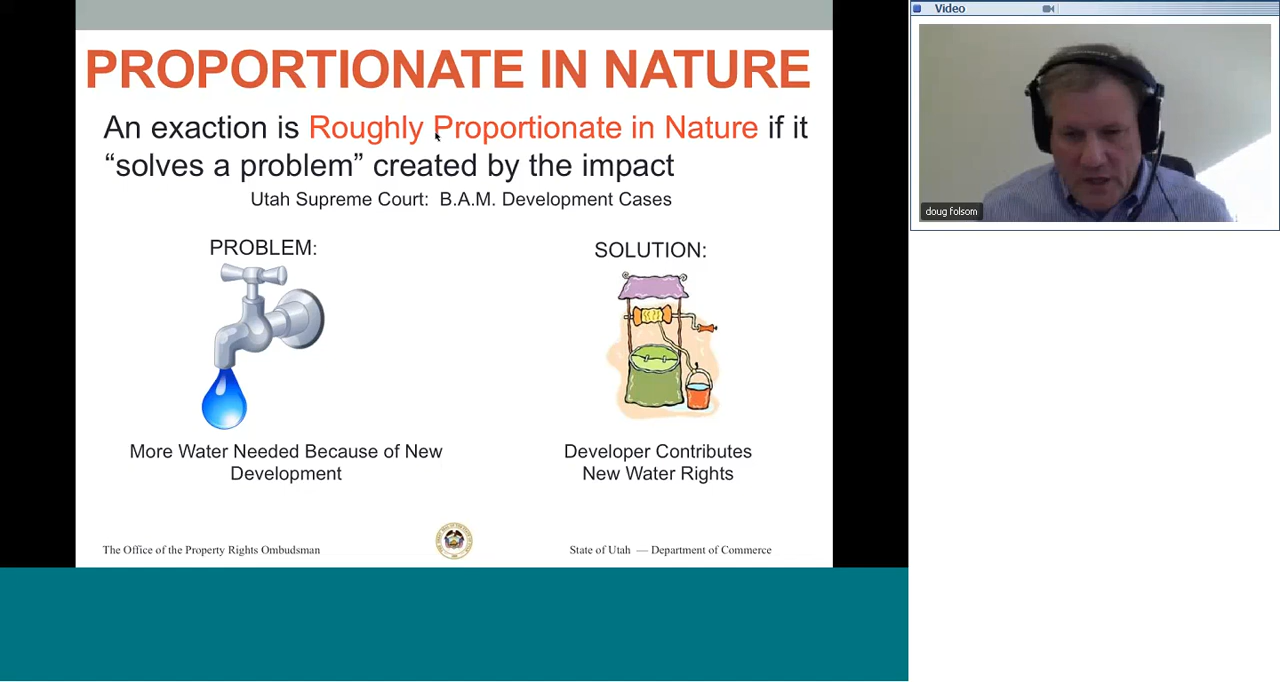 PROPORTIONATE IN NATURE
An exaction is Roughly Proportionate in Nature if it
“solves a problem” created by the impact
Utah Supreme Court: B.A.M. Development Cases
PROBLEM:
SOLUTION:
More Water Needed Because of New
Development
Developer Contributes
New Water Rights
The Office of the Property Rights Ombudsman
State of Utah — Department of Commerce
Video
doug folsom